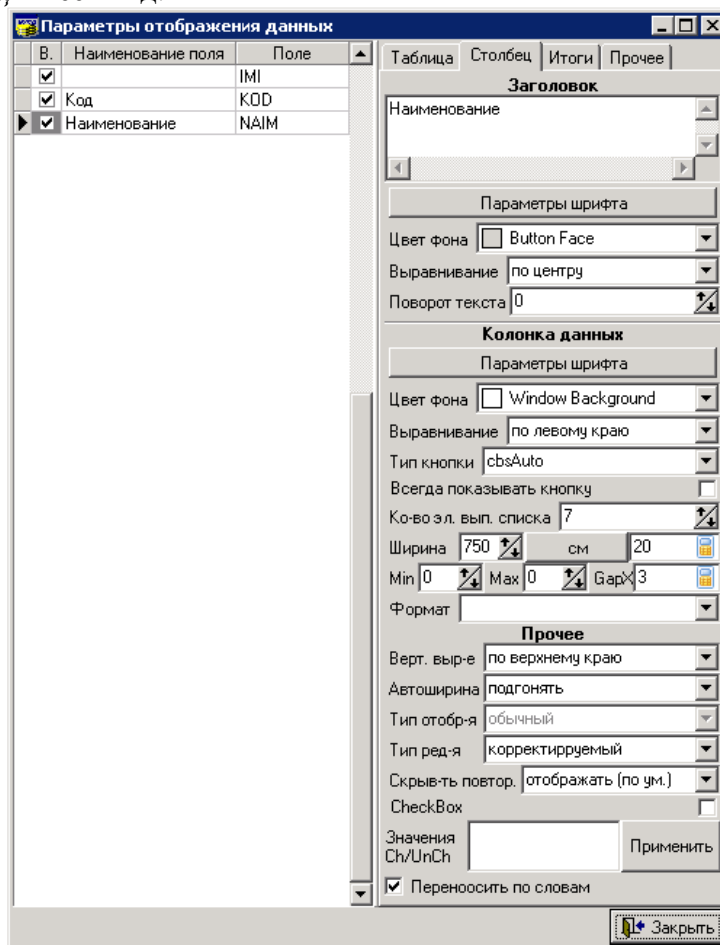 Параметры отображения данных
В. Наименование поля Поле
IMI
Код KOD
Наименование NAIM
Таблица Столбец Итоги Прочее
Заголовок
Наименование
Параметры шрифта
Цвет фона Button Face
Выравнивание по центру
Поворот текста 0
Колонка данных
Параметры шрифта
Цвет фона Window Background
Выравнивание по левому краю
Тип кнопки cbsAuto
Всегда показывать кнопку
Ко-во эл. вып. списка 7
Ширина 750 см 20
Min 0 Max 0 GapX 3
Формат
Прочее
Верт. выр-е по верхнему краю
Автоширина подгонять
Тип отобр-я обычный
Тип ред-я корректирруемый
Скрыв-ть повтор. отображать (по ум.)
CheckBox
Значения
Ch/UnCh
Применить
Переноосить по словам
Закрыть